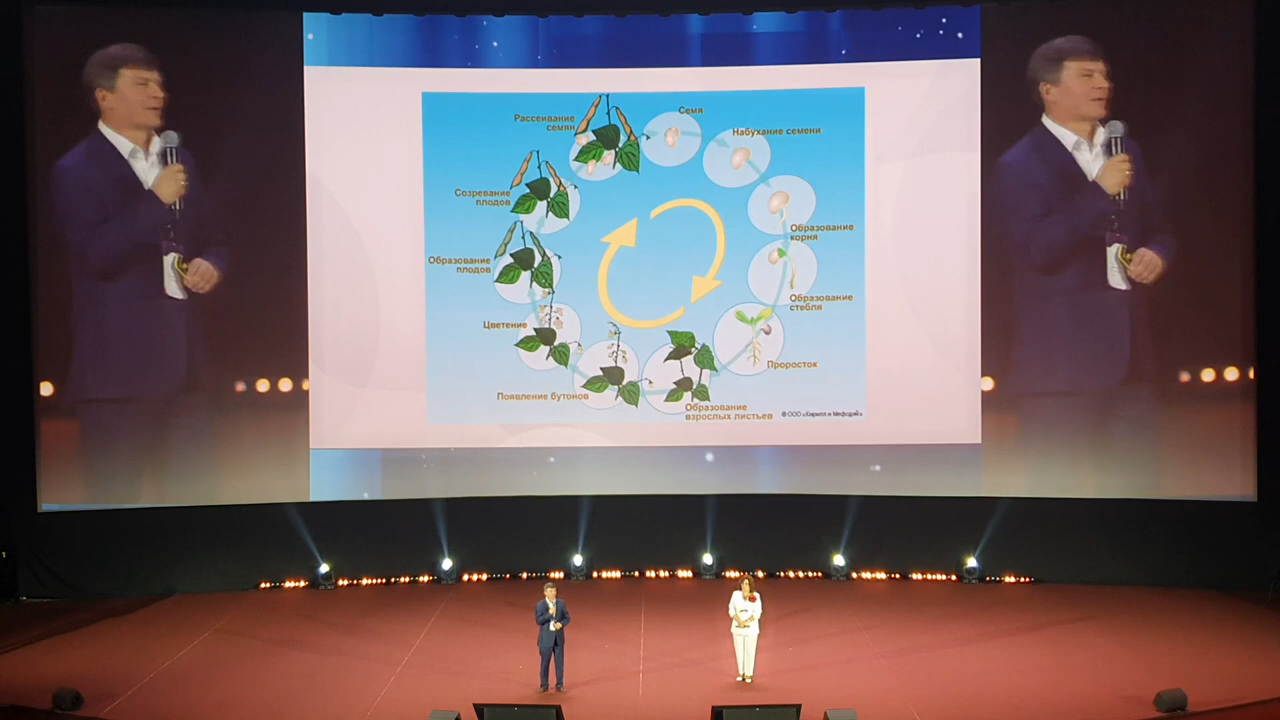 Семя
Набухание семени
Образование
корня
Образование
стебля
Проросток
Образование
взрослых листьев
Появление бутонов
Цветение
Образование
плодов
Созревание
плодов
Рассеивание
семян
© ООО «Кирилл и Мефодий»